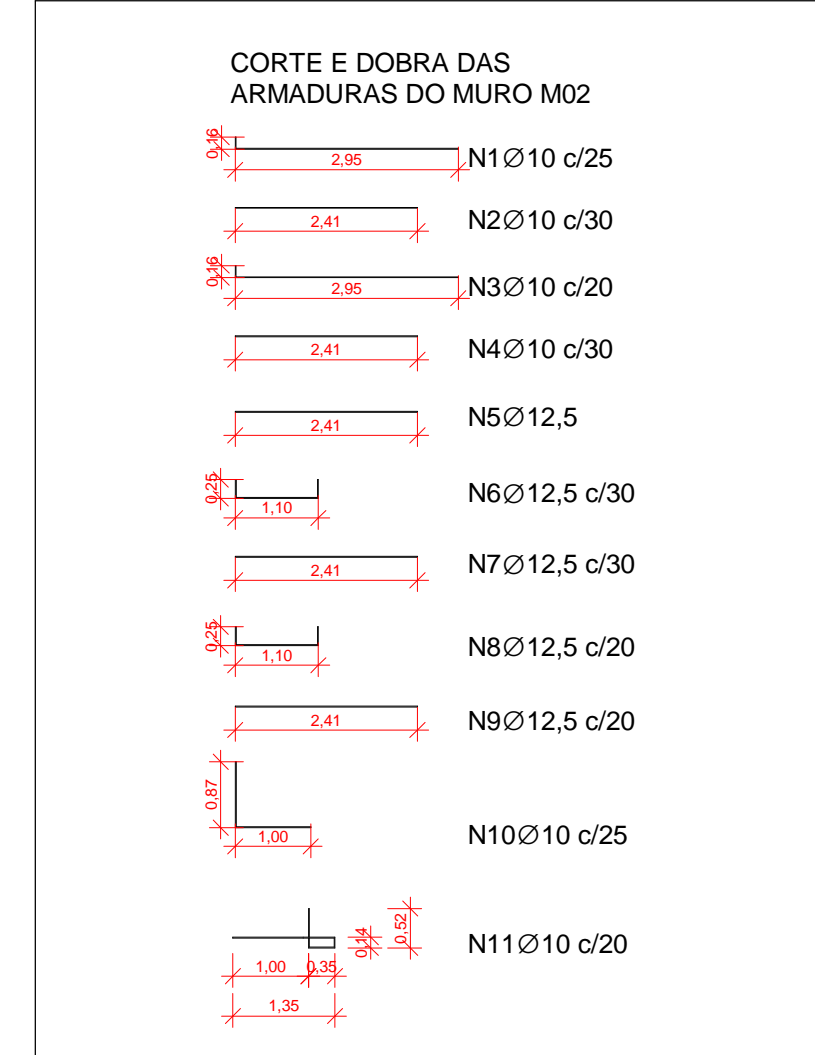 CORTE E DOBRA DAS
ARMADURAS DO MURO M02
0,16
2,95
N1∅10 c/25
2,41
N2∅10 c/30
0,16
2,95
N3∅10 c/20
2,41
N4∅10 c/30
2,41
N5∅12,5
0,25
1,10
N6∅12,5 c/30
2,41
N7∅12,5 c/30
0,25
1,10
N8∅12,5 c/20
2,41
N9∅12,5 c/20
0,87
1,00
N10∅10 c/25
0,52
0,14
1,00
0,35
1,35
N11∅10 c/20